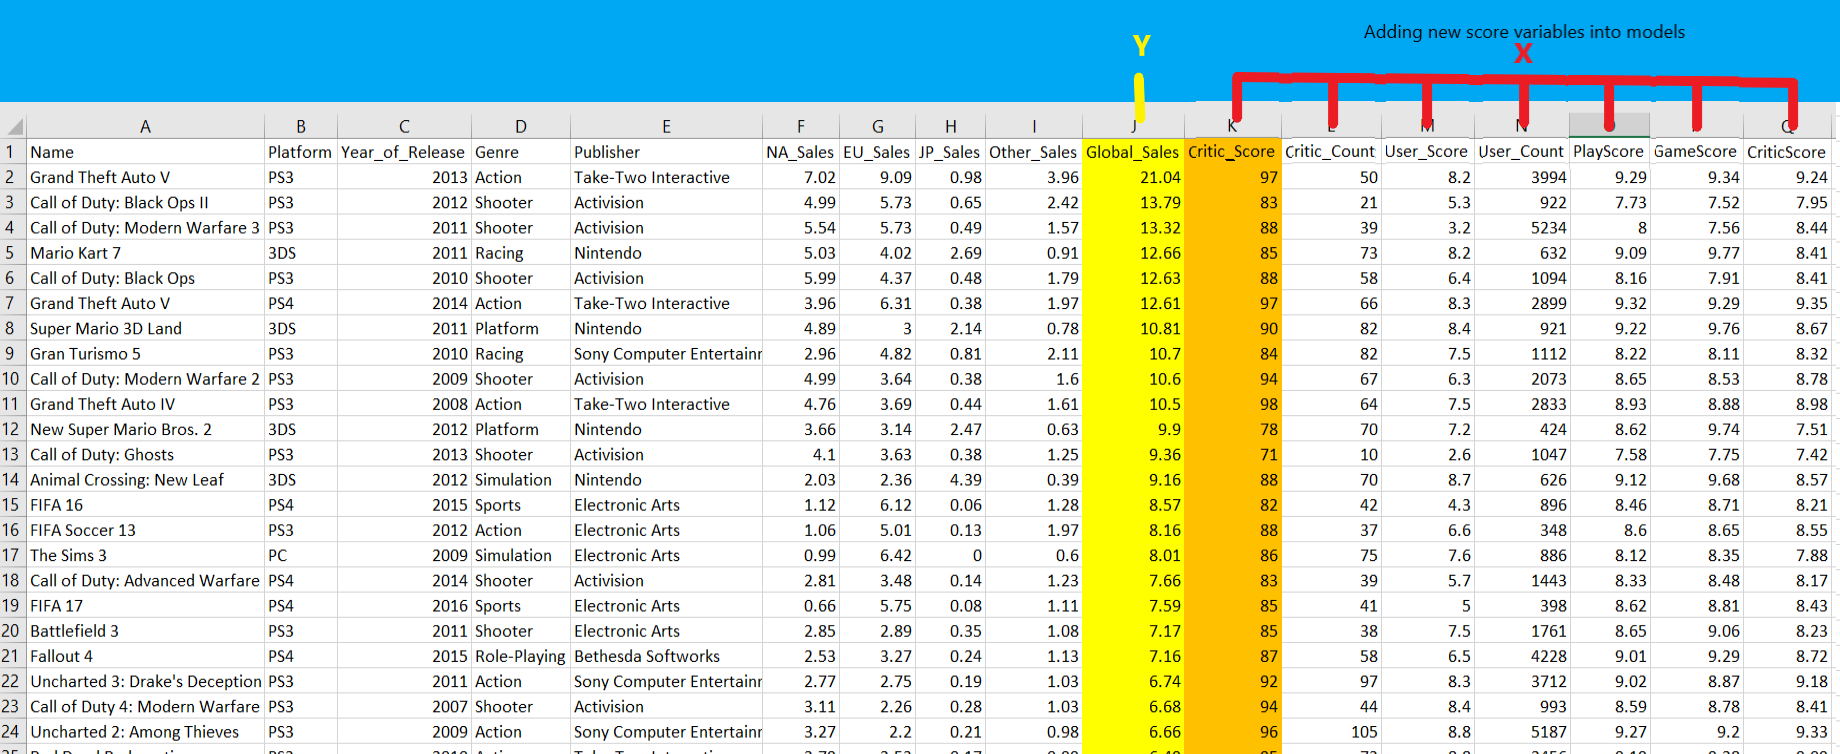 Adding new score variables into models
Y
X
A B C D E F G H I J K L M N O P Q
1 Name Platform Year_of_Release Genre Publisher NA_Sales EU_Sales JP_Sales Other_Sales Global_Sales Critic_Score Critic_Count User_Score User_Count PlayScore GameScore CriticScore
2 Grand Theft Auto V PS3 2013 Action Take-Two Interactive 7.02 9.09 0.98 3.96 21.04 97 50 8.2 3994 9.29 9.34 9.24
3 Call of Duty: Black Ops II PS3 2012 Shooter Activision 4.99 5.73 0.65 2.42 13.79 83 21 5.3 922 7.73 7.52 7.95
4 Call of Duty: Modern Warfare 3 PS3 2011 Shooter Activision 5.54 5.73 0.49 1.57 13.32 88 39 3.2 5234 8 7.56 8.44
5 Mario Kart 7 3DS 2011 Racing Nintendo 5.03 4.02 2.69 0.91 12.66 85 73 8.2 632 9.09 9.77 8.41
6 Call of Duty: Black Ops PS3 2010 Shooter Activision 5.99 4.37 0.48 1.79 12.63 88 58 6.4 1094 8.16 7.91 8.41
7 Grand Theft Auto V PS4 2014 Action Take-Two Interactive 3.96 6.31 0.38 1.97 12.61 97 66 8.3 2899 9.32 9.29 9.35
8 Super Mario 3D Land 3DS 2011 Platform Nintendo 4.89 3 2.14 0.78 10.81 90 82 8.4 921 9.22 9.76 8.67
9 Gran Turismo 5 PS3 2010 Racing Sony Computer Entertainr 2.96 4.82 0.81 2.11 10.7 84 82 7.5 1112 8.22 8.11 8.32
10 Call of Duty: Modern Warfare 2 PS3 2009 Shooter Activision 4.99 3.64 0.38 1.6 10.6 94 67 6.3 2073 8.65 8.53 8.78
11 Grand Theft Auto IV PS3 2008 Action Take-Two Interactive 4.76 3.69 0.44 1.61 10.5 98 64 7.5 2833 8.93 8.88 8.98
12 New Super Mario Bros. 2 3DS 2012 Platform Nintendo 3.66 3.14 2.47 0.63 9.9 78 70 7.2 424 8.62 9.74 7.51
13 Call of Duty: Ghosts PS3 2013 Shooter Activision 4.1 3.63 0.38 1.25 9.36 71 10 2.6 1047 7.58 7.75 7.42
14 Animal Crossing: New Leaf 3DS 2012 Simulation Nintendo 2.03 2.36 4.39 0.39 9.16 88 70 8.7 626 9.12 9.68 8.57
15 FIFA 16 PS4 2015 Sports Electronic Arts 1.12 6.12 0.06 1.28 8.57 82 42 4.3 896 8.46 8.71 8.21
16 FIFA Soccer 13 PS3 2012 Action Electronic Arts 1.06 5.01 0.13 1.97 8.16 88 37 6.6 348 8.6 8.65 8.55
17 The Sims 3 PC 2009 Simulation Electronic Arts 0.99 6.42 0 0.6 8.01 86 75 7.6 886 8.12 8.35 7.88
18 Call of Duty: Advanced Warfare PS4 2014 Shooter Activision 2.81 3.48 0.14 1.23 7.66 83 39 5.7 1443 8.33 8.48 8.17
19 FIFA 17 PS4 2016 Sports Electronic Arts 0.66 5.75 0.08 1.11 7.59 85 41 5 398 8.62 8.81 8.43
20 Battlefield 3 PS3 2011 Shooter Electronic Arts 2.85 2.89 0.35 1.08 7.17 85 38 7.5 1761 8.65 9.06 8.23
21 Fallout 4 PS4 2015 Role-Playing Bethesda Softworks 2.53 3.27 0.24 1.13 7.16 87 58 6.5 4228 9.01 9.29 8.72
22 Uncharted 3: Drake's Deception PS3 2011 Action Sony Computer Entertainr 2.77 2.75 0.19 1.03 6.74 92 97 8.3 3712 9.02 8.87 9.18
23 Call of Duty 4: Modern Warfare PS3 2007 Shooter Activision 3.11 2.26 0.28 1.03 6.68 94 44 8.4 993 8.59 8.78 8.41
24 Uncharted 2: Among Thieves PS3 2009 Action Sony Computer Entertainr 3.27 2.2 0.21 0.98 6.66 96 105 8.8 5187 9.27 9.2 9.33